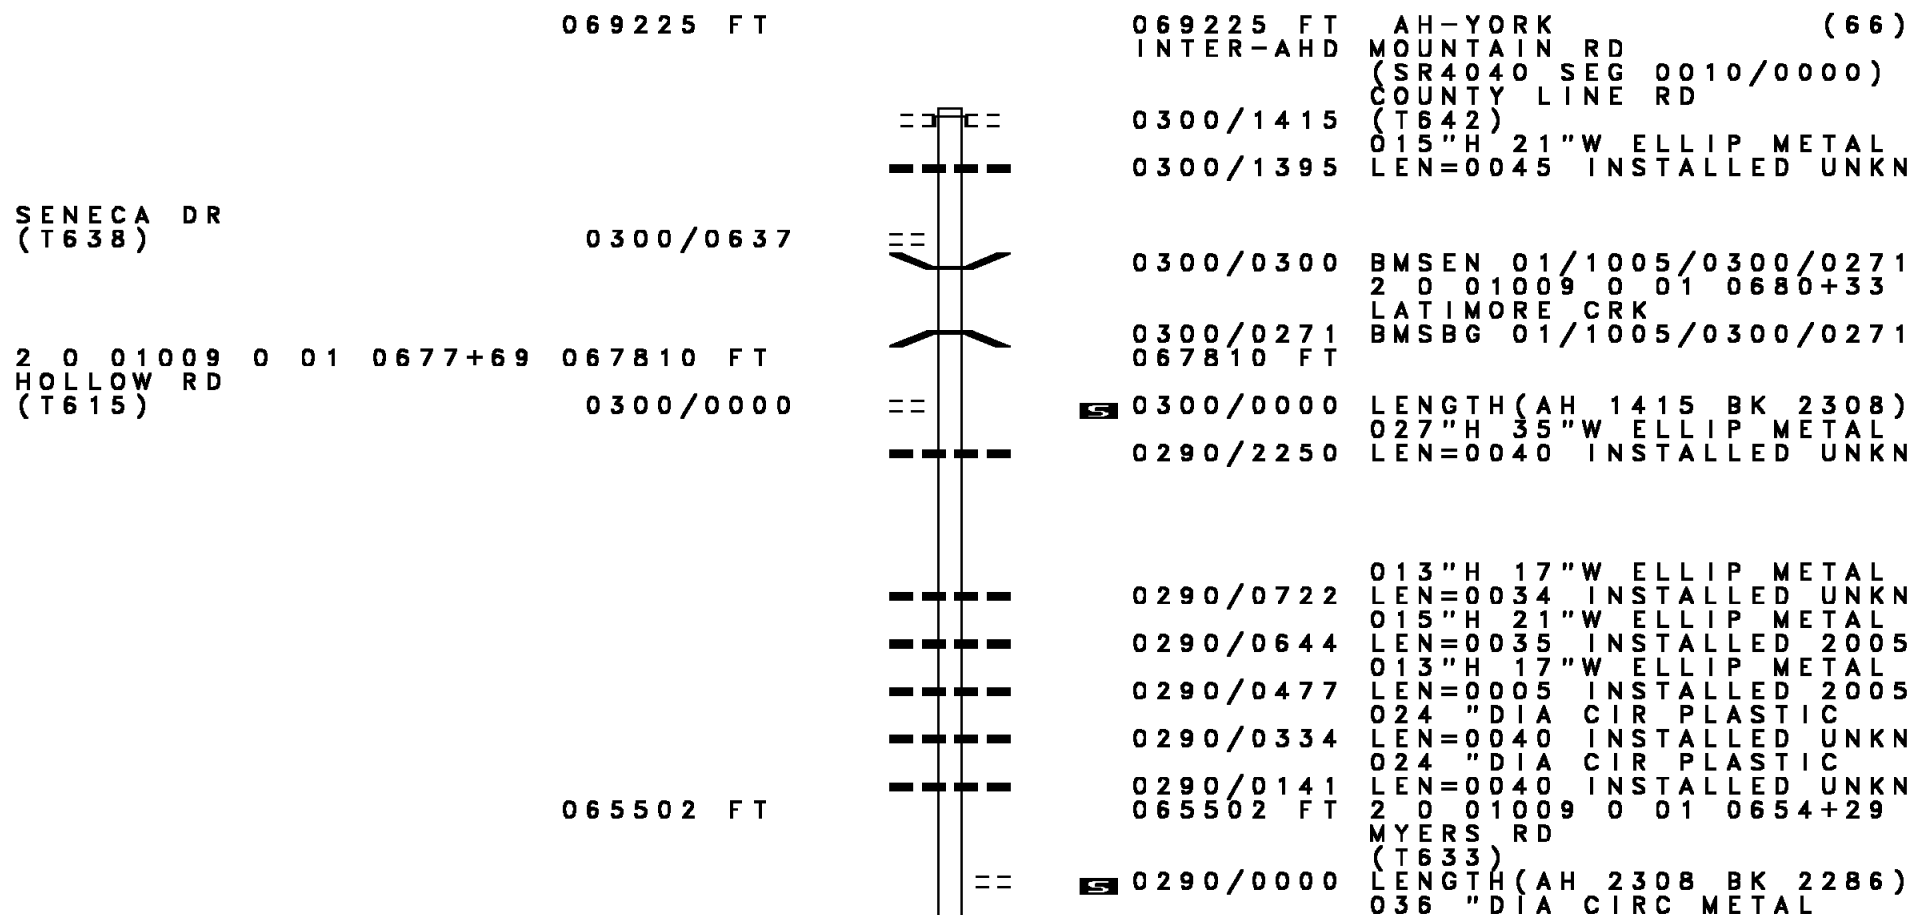 069225 FT 069225 FT AH-YORK (66)
INTER-AHD MOUNTAIN RD
(SR4040 SEG 0010/0000)
COUNTY LINE RD
0300/1415 (T642)
015"H 21"W ELLIP METAL
0300/1395 LEN=0045 INSTALLED UNKN
SENECA DR
(T638) 0300/0637
0300/0300 BMSEN 01/1005/0300/0271
2 0 01009 0 01 0680+33
LATIMORE CRK
0300/0271 BMSBG 01/1005/0300/0271
2 0 01009 0 01 0677+69 067810 FT 067810 FT
HOLLOW RD
(T615) 0300/0000 S 0300/0000 LENGTH(AH 1415 BK 2308)
027"H 35"W ELLIP METAL
0290/2250 LEN=0040 INSTALLED UNKN
013"H 17"W ELLIP METAL
0290/0722 LEN=0034 INSTALLED UNKN
015"H 21"W ELLIP METAL
0290/0644 LEN=0035 INSTALLED 2005
013"H 17"W ELLIP METAL
0290/0477 LEN=0005 INSTALLED 2005
024 "DIA CIR PLASTIC
0290/0334 LEN=0040 INSTALLED UNKN
024 "DIA CIR PLASTIC
0290/0141 LEN=0040 INSTALLED UNKN
065502 FT 065502 FT 2 0 01009 0 01 0654+29
MYERS RD
(T633)
S 0290/0000 LENGTH(AH 2308 BK 2286)
036 "DIA CIRC METAL